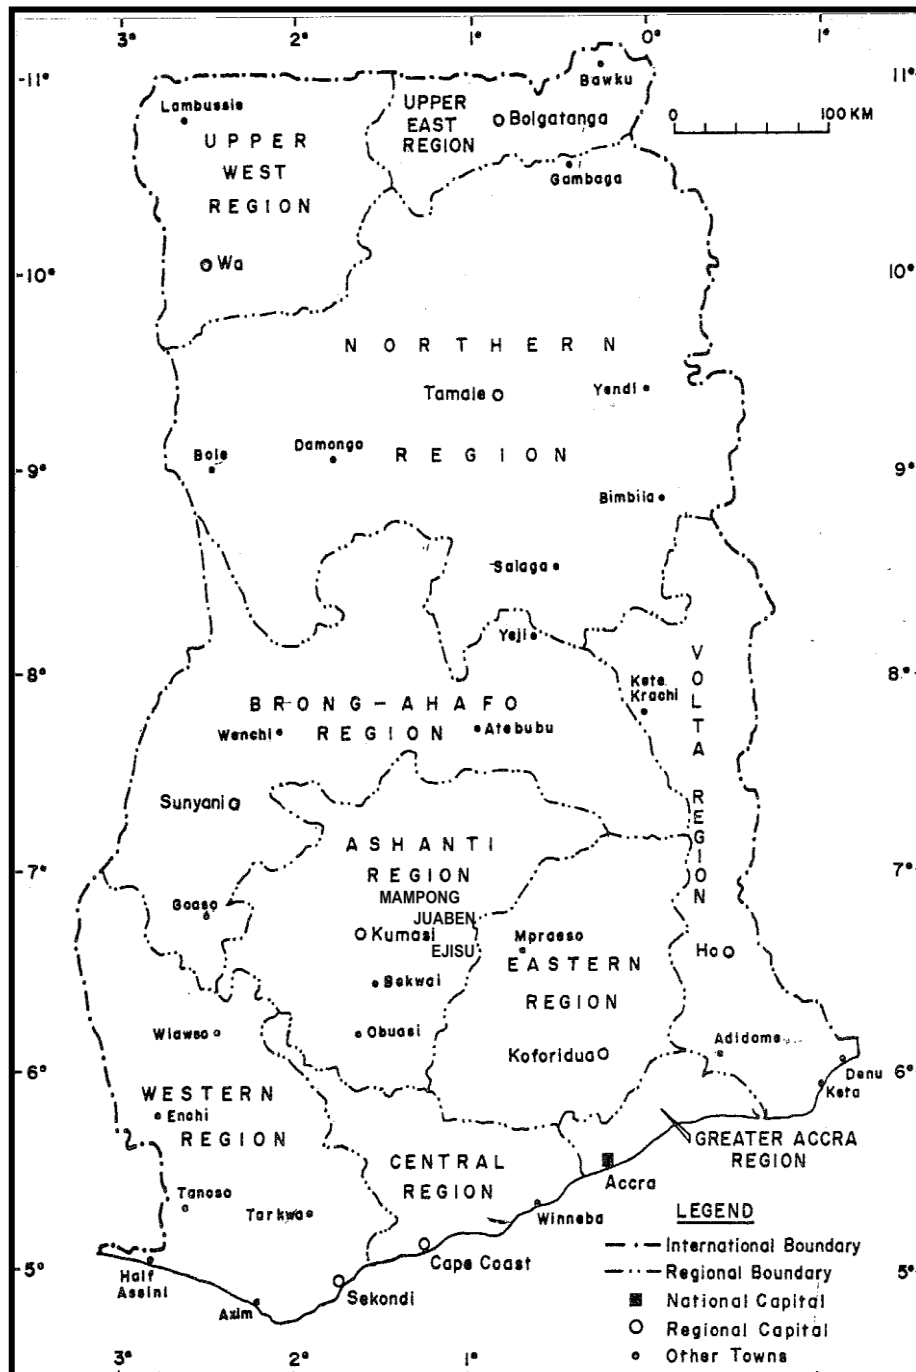 3° 2° 0° 1°
11° 11°
Bawku
Lambussie
UPPER
EAST
REGION
Bolgatanga
0 100 KM
UPPER
WEST
REGION
Gambaga
Wa
10° 10°
NORTHERN
Tamale
Yendi
Bole
Damongo
REGION
9° 9°
Bimbila
Salaga
Yeji
8° 8°
VOLTA REGION
Kete
Krachi
BRONG-AHAFO
REGION
Wenchi
Atebubu
Sunyani
ASHANTI
REGION
7° 7°
MAMPONG
JUABEN
Goaso
Kumasi
EJISU
Mpraeso
Ho
EASTERN
REGION
Bekwai
Wiawso
Obuasi
Koforidua
Adidome
Denu
Keta
6° 6°
WESTERN
REGION
Enchi
GREATER ACCRA
REGION
CENTRAL
REGION
Accra
Tanoso
Tarkwa
Winneba
LEGEND
International Boundary
Regional Boundary
National Capital
Regional Capital
Other Towns
Cape Coast
5° 5°
Half
Assini
Sekondi
Axim
3° 2° 1° 0°